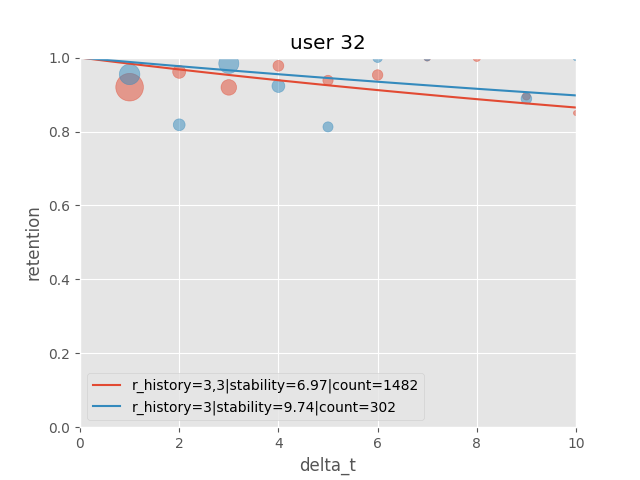 user 32
1.0
0.8
0.6
0.4
0.2
0.0
retention
r_history=3,3|stability=6.97|count=1482
r_history=3|stability=9.74|count=302
0 2 4 6 8 10
delta_t